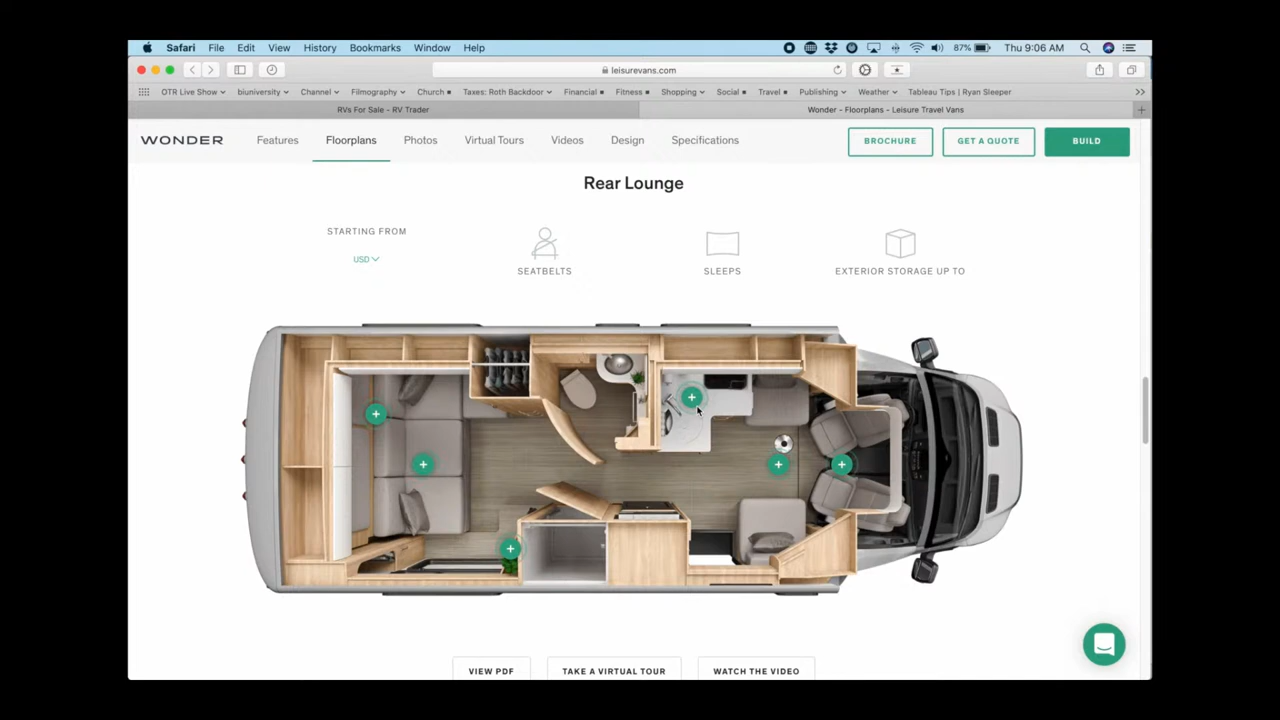 Safari File Edit View History Bookmarks Window Help 87% Thu 9:06 AM
leisurevans.com
OTR Live Show biuniversity Channel Filmography Church Taxes: Roth Backdoor Financial Fitness Shopping Social Travel Publishing Weather Tableau Tips | Ryan Sleeper
RVs For Sale - RV Trader Wonder - Floorplans - Leisure Travel Vans
WONDER Features Floorplans Photos Virtual Tours Videos Design Specifications BROCHURE GET A QUOTE BUILD
Rear Lounge
STARTING FROM
USD
SEATBELTS SLEEPS EXTERIOR STORAGE UP TO
VIEW PDF TAKE A VIRTUAL TOUR WATCH THE VIDEO